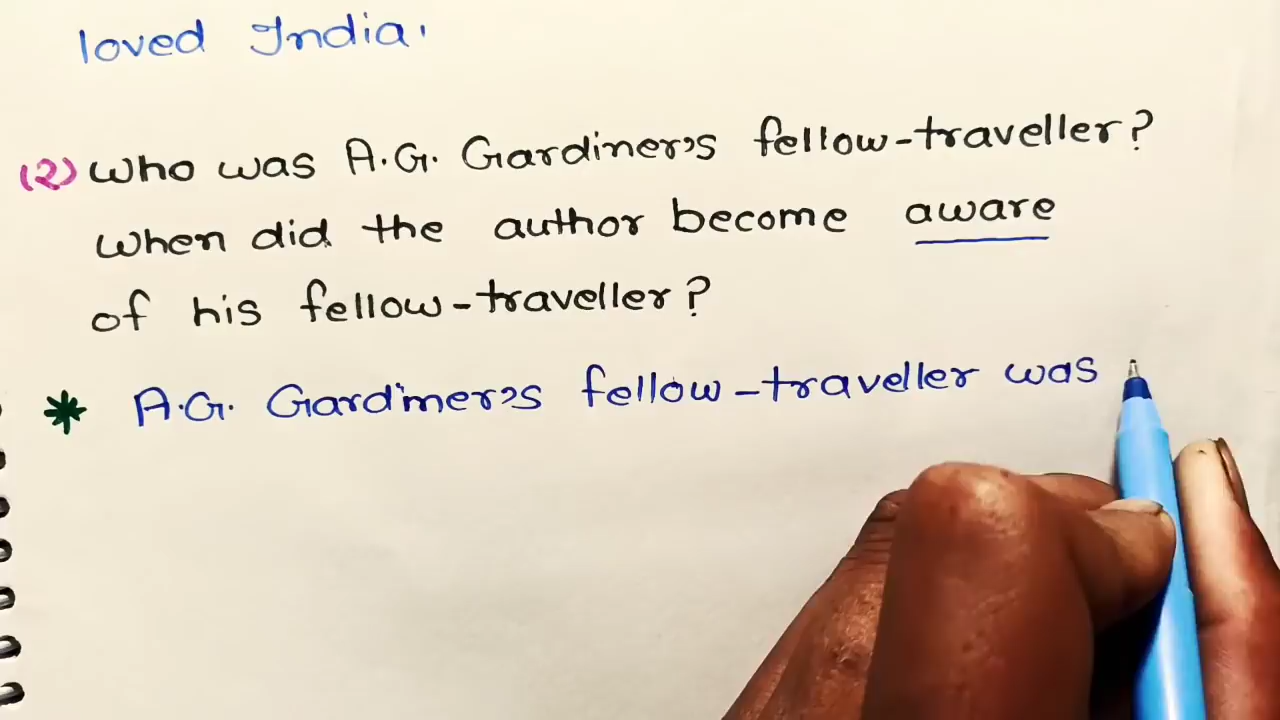 loved India.
(2) Who was A.G. Gardiner's fellow-traveller?
When did the author become aware
of his fellow-traveller?
* A.G. Gardiner's fellow-traveller was